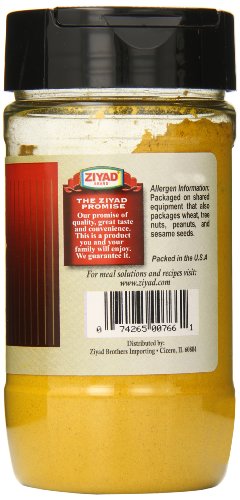 ZIYAD
BRAND
THE ZIYAD
PROMISE
Our promise of
quality, great taste
and convenience.
This is a product
you and your
family will enjoy.
We guarantee it.
Allergen Information:
Packaged on shared
equipment that also
packages wheat, tree
nuts, peanuts, and
sesame seeds.
Packed in the U.S.A
For meal solutions and recipes visit:
www.ziyad.com
0 74265 00766 1
Distributed by:
Ziyad Brothers Importing • Cicero, IL 60804